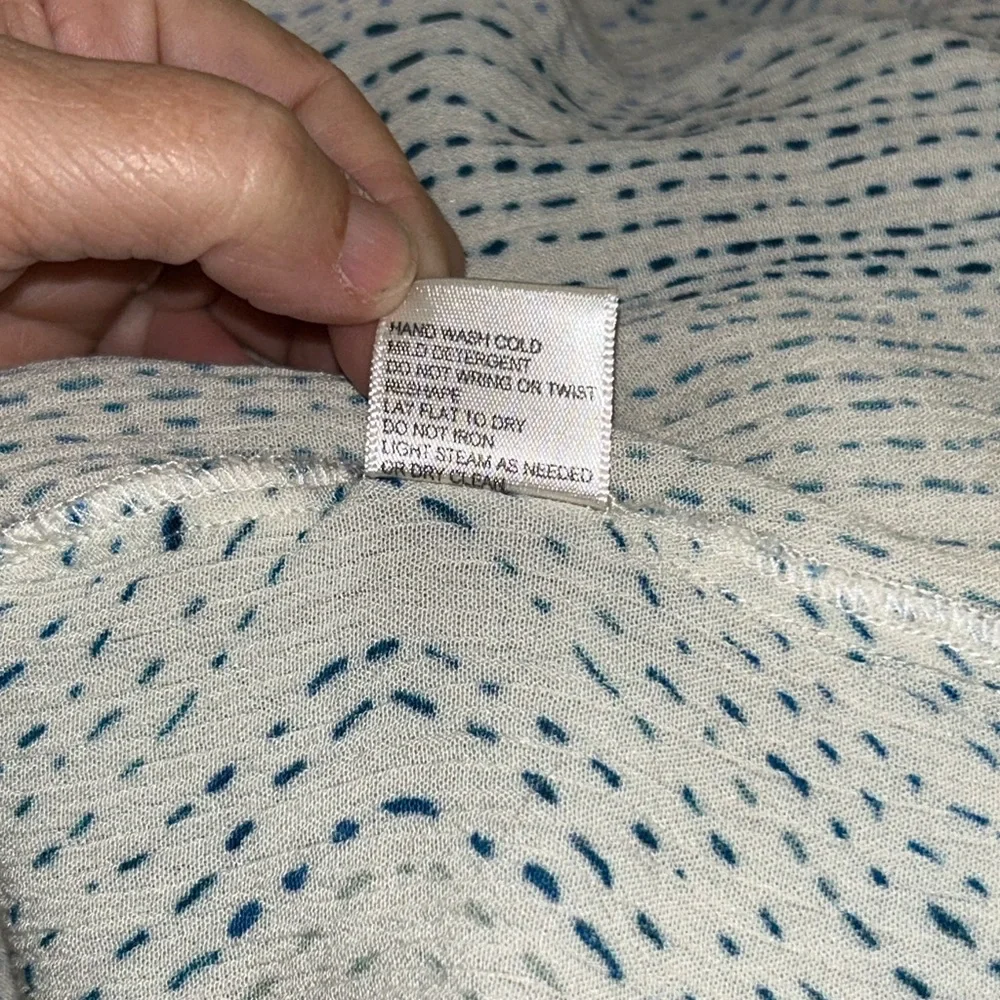 HAND WASH COLD
MILD DETERGENT
DO NOT WRING OR TWIST
RESHAPE
LAY FLAT TO DRY
DO NOT IRON
LIGHT STEAM AS NEEDED
OR DRY CLEAN